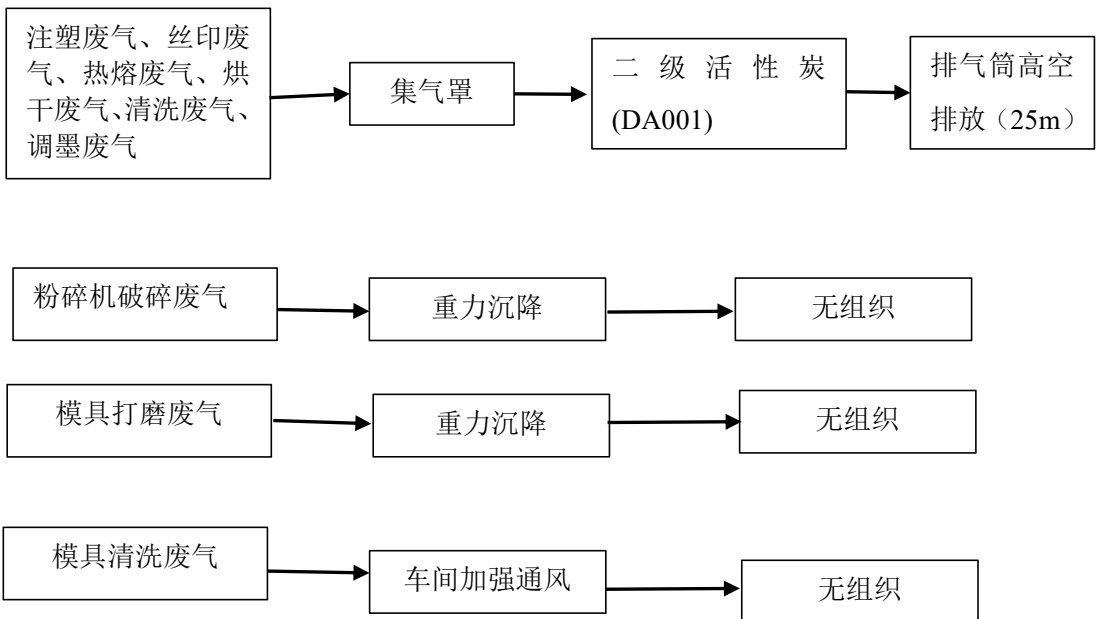 注塑废气、丝印废
气、热熔废气、烘
干废气、清洗废气、
调墨废气
集气罩
二级活性炭
(DA001)
排气筒高空
排放（25m）
粉碎机破碎废气
重力沉降
无组织
模具打磨废气
重力沉降
无组织
模具清洗废气
车间加强通风
无组织